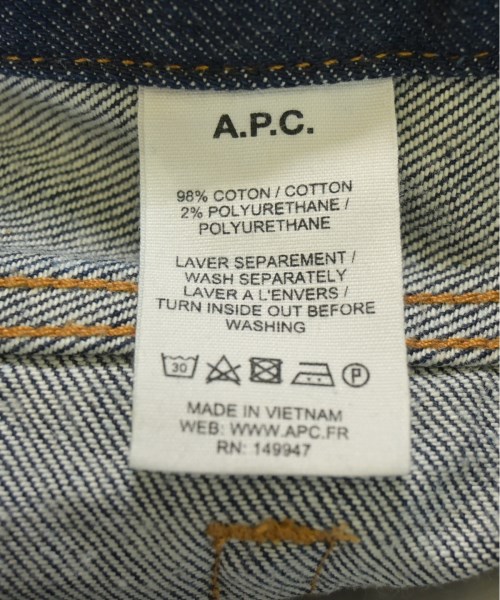 A.P.C.
98% COTON / COTTON
2% POLYURETHANE /
POLYURETHANE
LAVER SEPAREMENT /
WASH SEPARATELY
LAVER A L'ENVERS /
TURN INSIDE OUT BEFORE
WASHING
30 P
MADE IN VIETNAM
WEB: WWW.APC.FR
RN: 149947